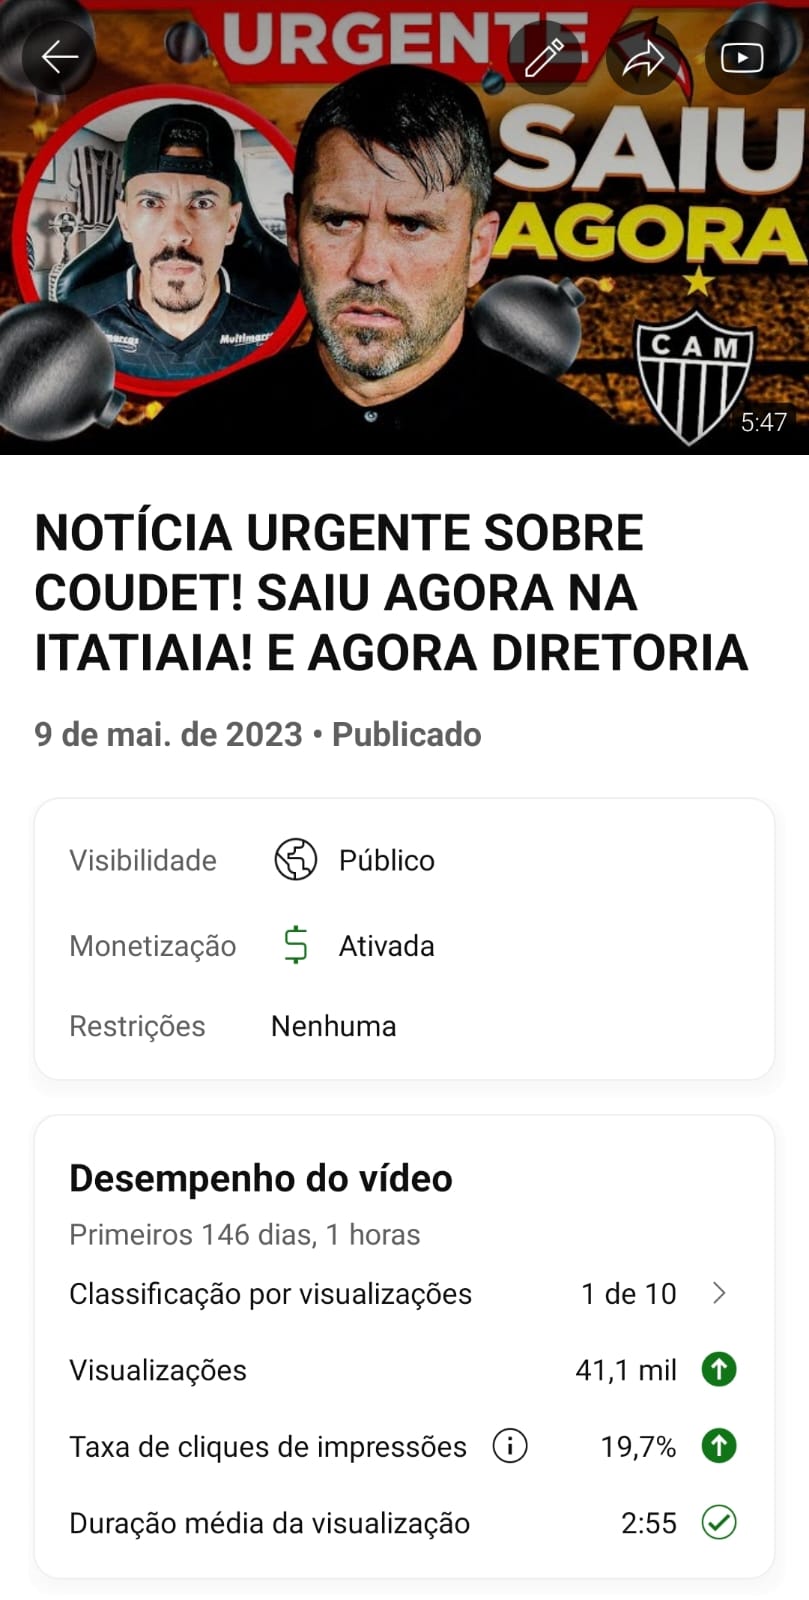 URGENTE
SAIU
AGORA
Multimarc
CAM
5:47
NOTÍCIA URGENTE SOBRE
COUDET! SAIU AGORA NA
ITATIAIA! E AGORA DIRETORIA
9 de mai. de 2023 • Publicado
Visibilidade Público
Monetização Ativada
Restrições Nenhuma
Desempenho do vídeo
Primeiros 146 dias, 1 horas
Classificação por visualizações 1 de 10
Visualizações 41,1 mil
Taxa de cliques de impressões 19,7%
Duração média da visualização 2:55